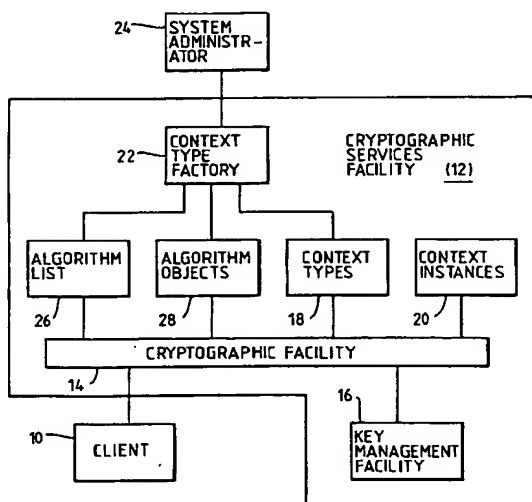 24
SYSTEM
ADMINISTR-
ATOR
22
CONTEXT
TYPE
FACTORY
CRYPTOGRAPHIC
SERVICES
FACILITY (12)
ALGORITHM
LIST
26
ALGORITHM
OBJECTS
28
CONTEXT
TYPES
18
CONTEXT
INSTANCES
20
CRYPTOGRAPHIC FACILITY
14
10
CLIENT
16
KEY
MANAGEMENT
FACILITY